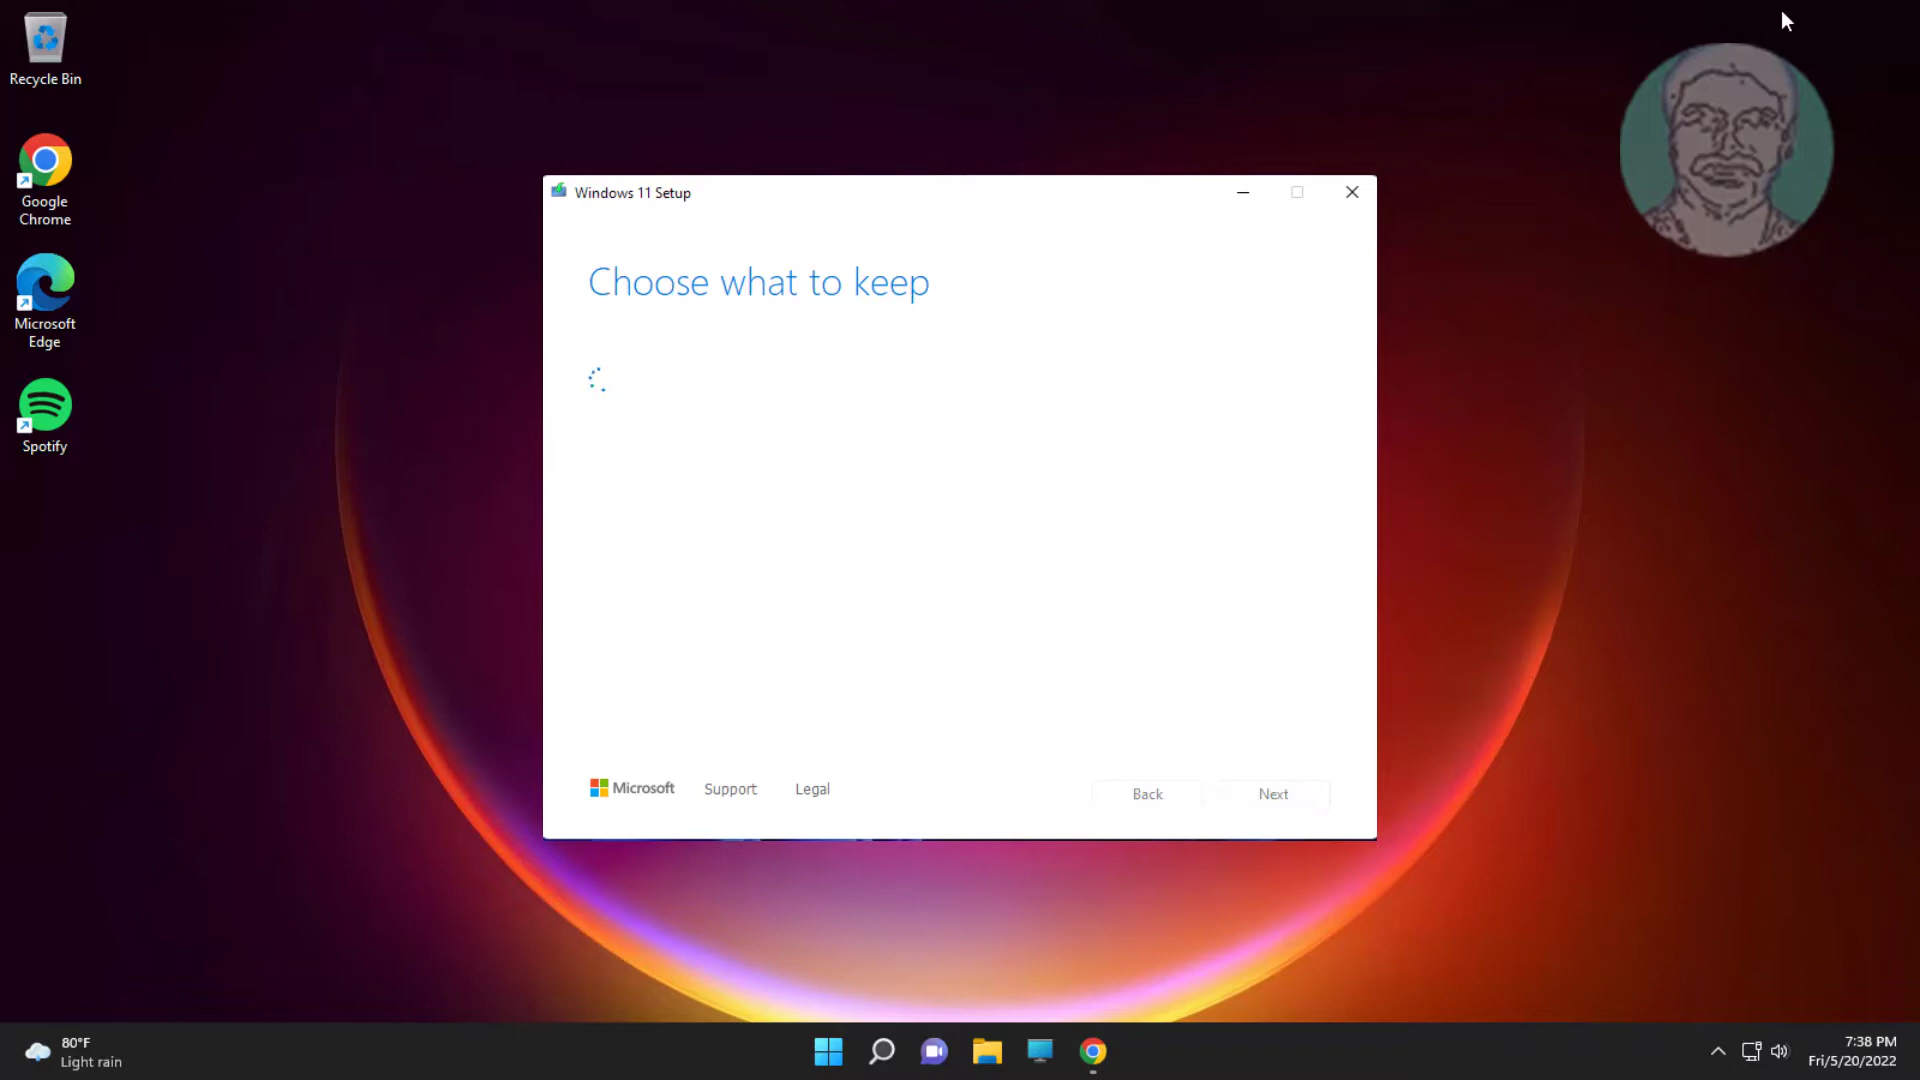 Recycle Bin
Google
Chrome
Microsoft
Edge
Spotify
Windows 11 Setup
Choose what to keep
Microsoft
Support
Legal
Back
Next
80°F
Light rain
7:38 PM
Fri/5/20/2022